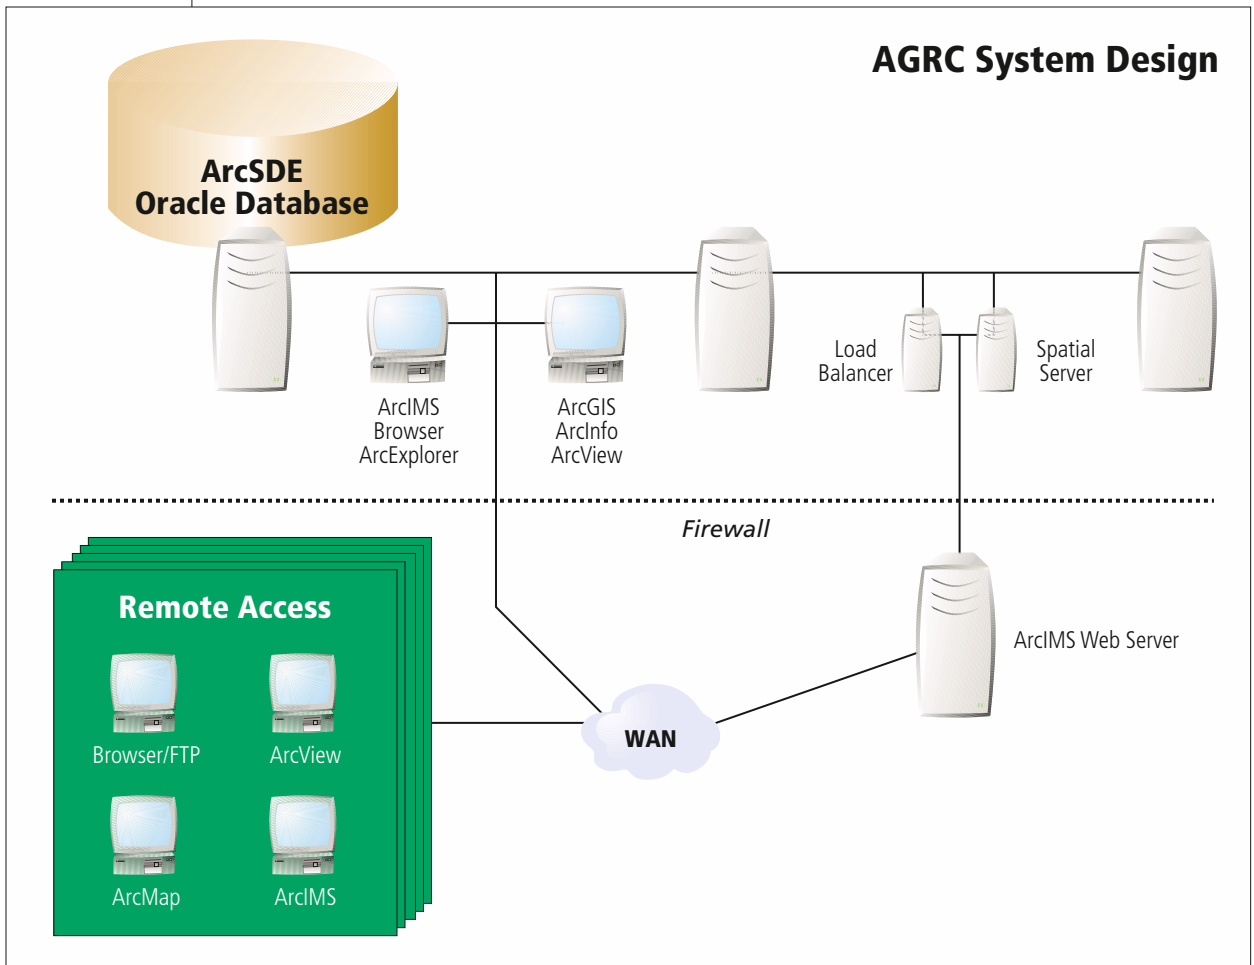 AGRC System Design
ArcSDE
Oracle Database
ArcIMS
Browser
ArcExplorer
ArcGIS
ArcInfo
ArcView
Load
Balancer
Spatial
Server
Firewall
Remote Access
Browser/FTP
ArcView
ArcMap
ArcIMS
WAN
ArcIMS Web Server